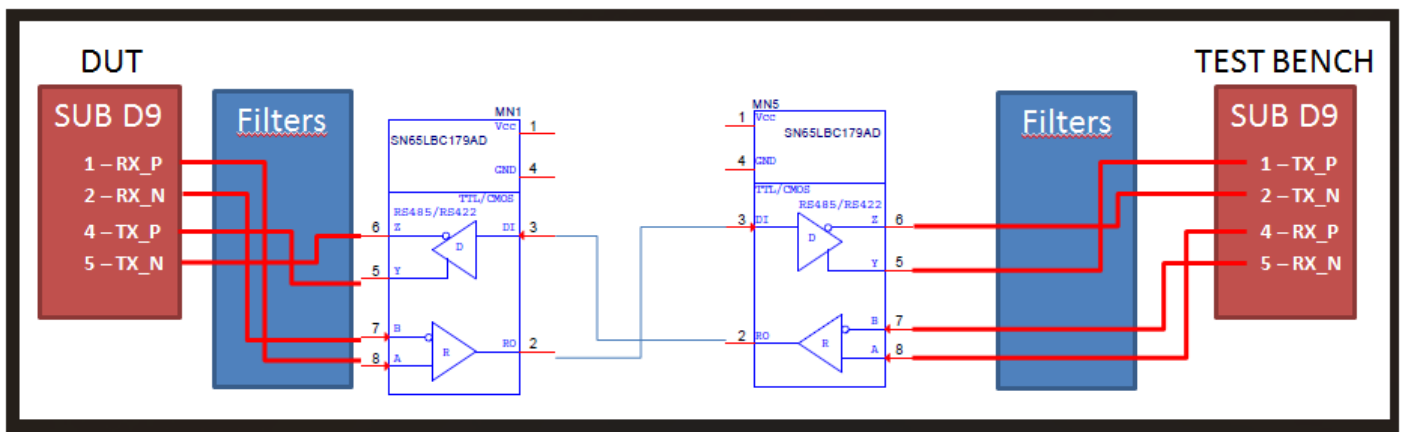 DUT
SUB D9
1 – RX_P
2 – RX_N
4 – TX_P
5 – TX_N
Filters
MN1
Vcc 1
SN65LBC179AD
GND 4
TTL/CMOS
RS485/RS422
6 Z
D
DI 3
5 Y
7 B
R
RO 2
8 A
MN5
1 Vcc
SN65LBC179AD
4 GND
TTL/CMOS
RS485/RS422
3 DI
D
Z 6
Y 5
2 RO
R
B 7
A 8
Filters
TEST BENCH
SUB D9
1 – TX_P
2 – TX_N
4 – RX_P
5 – RX_N